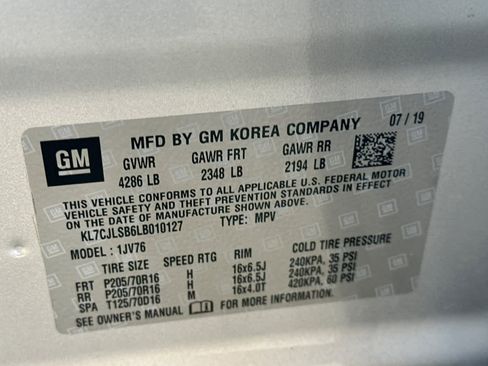 GM
MFD BY GM KOREA COMPANY 07 / 19
GVWR GAWR FRT GAWR RR
4286 LB 2348 LB 2194 LB
THIS VEHICLE CONFORMS TO ALL APPLICABLE U.S. FEDERAL MOTOR
VEHICLE SAFETY AND THEFT PREVENTION STANDARDS IN EFFECT
ON THE DATE OF MANUFACTURE SHOWN ABOVE.
KL7CJLSB6LB010127 TYPE: MPV
MODEL: 1JV76
TIRE SIZE SPEED RTG RIM COLD TIRE PRESSURE
FRT P205/70R16 H 16x6.5J 240KPA, 35 PSI
RR P205/70R16 H 16x6.5J 240KPA, 35 PSI
SPA T125/70D16 M 16x4.0T 420KPA, 60 PSI
SEE OWNER'S MANUAL FOR MORE INFORMATION.